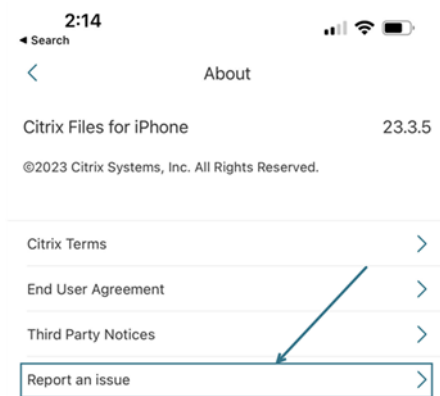 2:14
◀ Search
About
Citrix Files for iPhone 23.3.5
©2023 Citrix Systems, Inc. All Rights Reserved.
Citrix Terms
End User Agreement
Third Party Notices
Report an issue